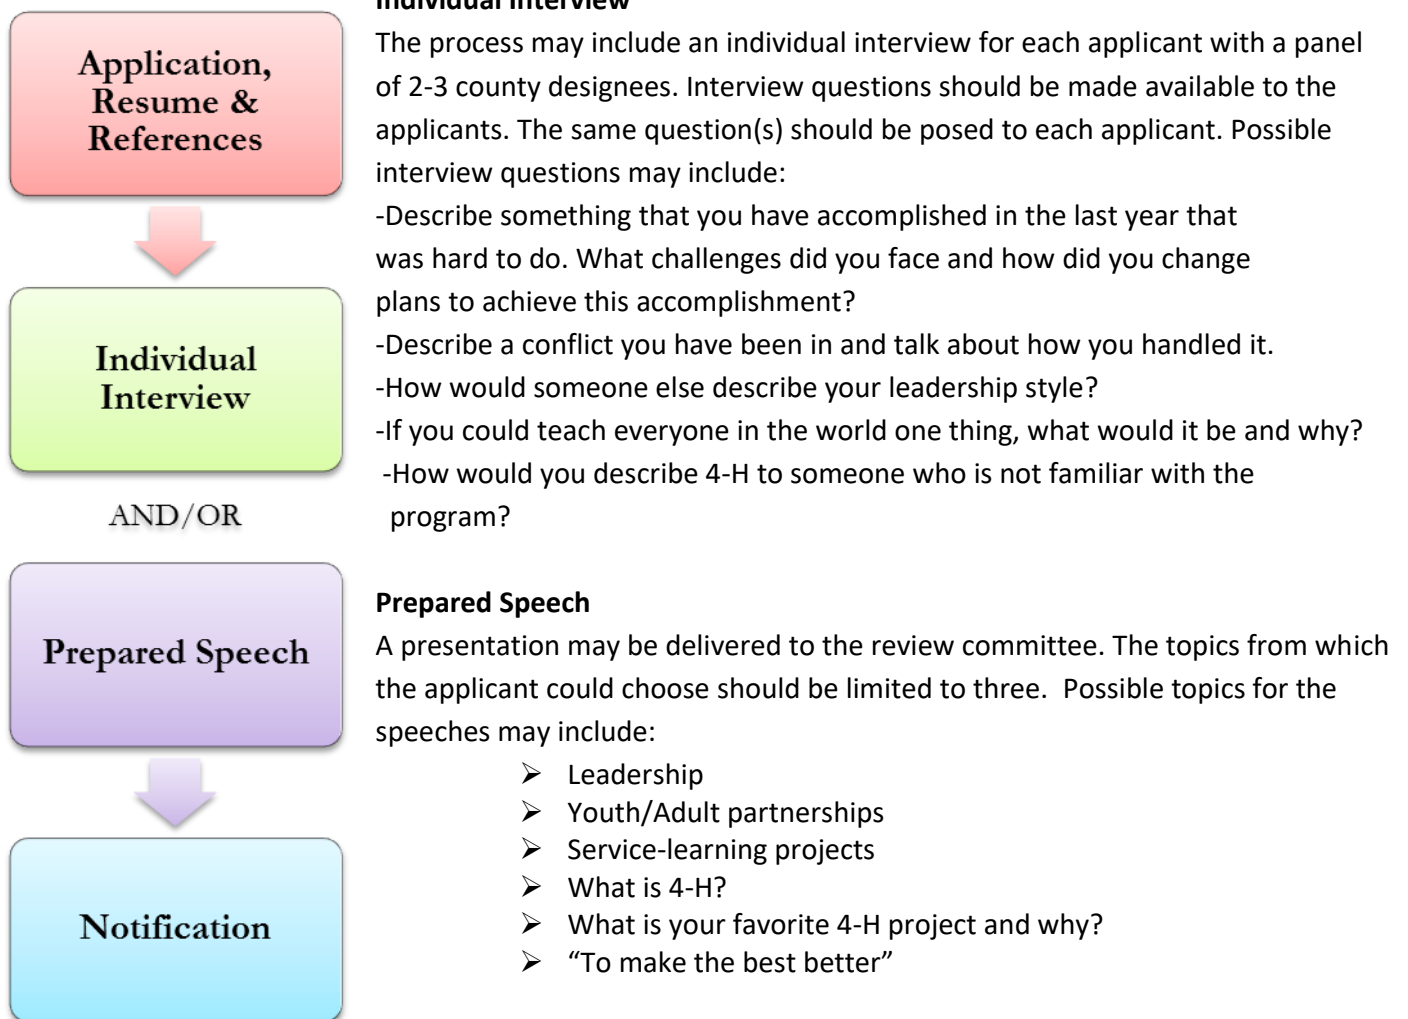 Application,
Resume &
References
Individual
Interview
AND/OR
Prepared Speech
Notification
Individual Interview
The process may include an individual interview for each applicant with a panel
of 2-3 county designees. Interview questions should be made available to the
applicants. The same question(s) should be posed to each applicant. Possible
interview questions may include:
-Describe something that you have accomplished in the last year that
was hard to do. What challenges did you face and how did you change
plans to achieve this accomplishment?
-Describe a conflict you have been in and talk about how you handled it.
-How would someone else describe your leadership style?
-If you could teach everyone in the world one thing, what would it be and why?
-How would you describe 4-H to someone who is not familiar with the
program?
Prepared Speech
A presentation may be delivered to the review committee. The topics from which
the applicant could choose should be limited to three.  Possible topics for the
speeches may include:
➢ Leadership
➢ Youth/Adult partnerships
➢ Service-learning projects
➢ What is 4-H?
➢ What is your favorite 4-H project and why?
➢ “To make the best better”